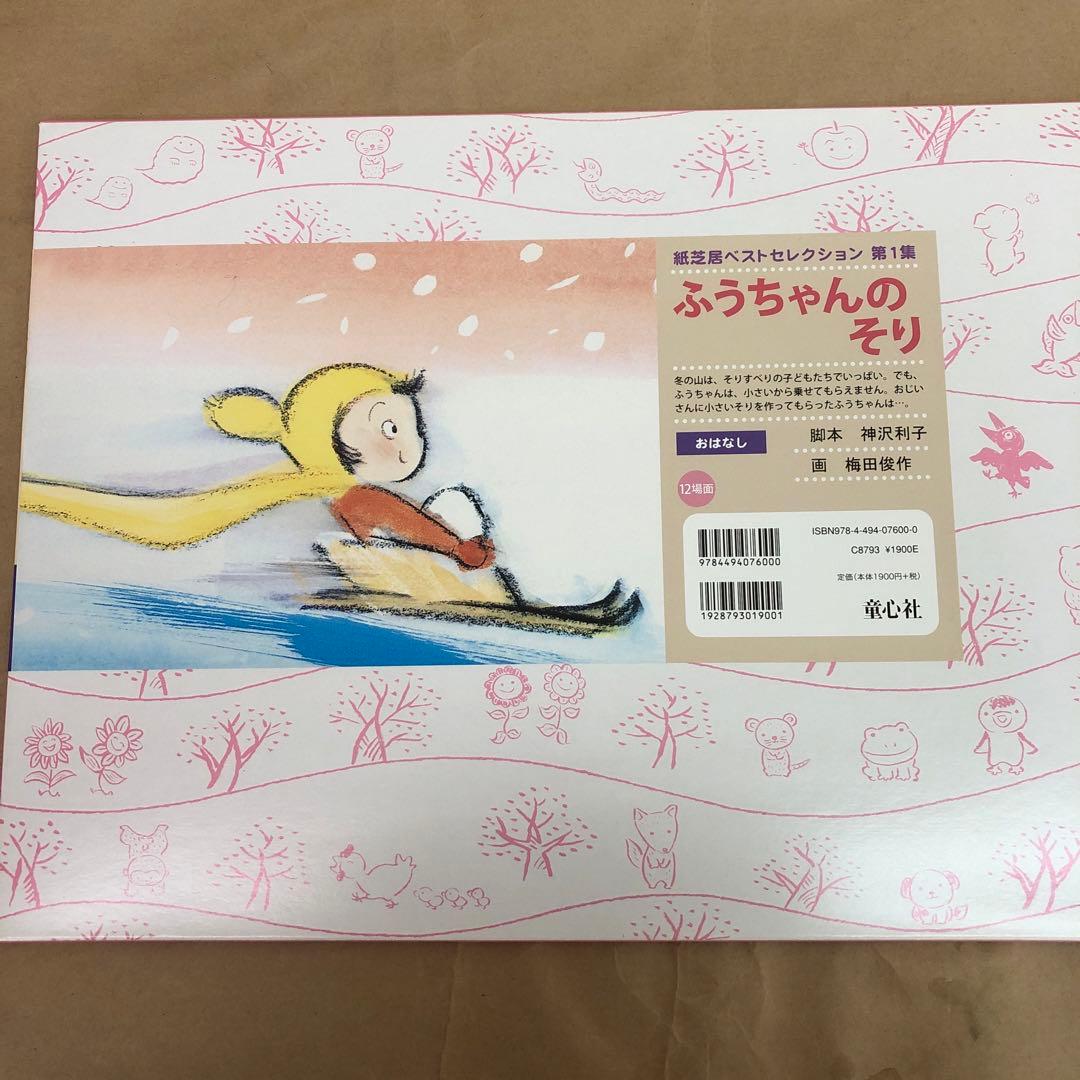 紙芝居ベストセレクション 第1集
ふうちゃんの
そり
冬の山は、そりすべりの子どもたちでいっぱい。でも、
ふうちゃんは、小さいから乗せてもらえません。おじい
さんに小さいそりを作ってもらったふうちゃんは…。
おはなし
脚本 神沢利子
画 梅田俊作
12場面
ISBN978-4-494-07600-0
C8793 ¥1900E
9784494076000
定価(本体1900円+税)
1928793019001
童心社